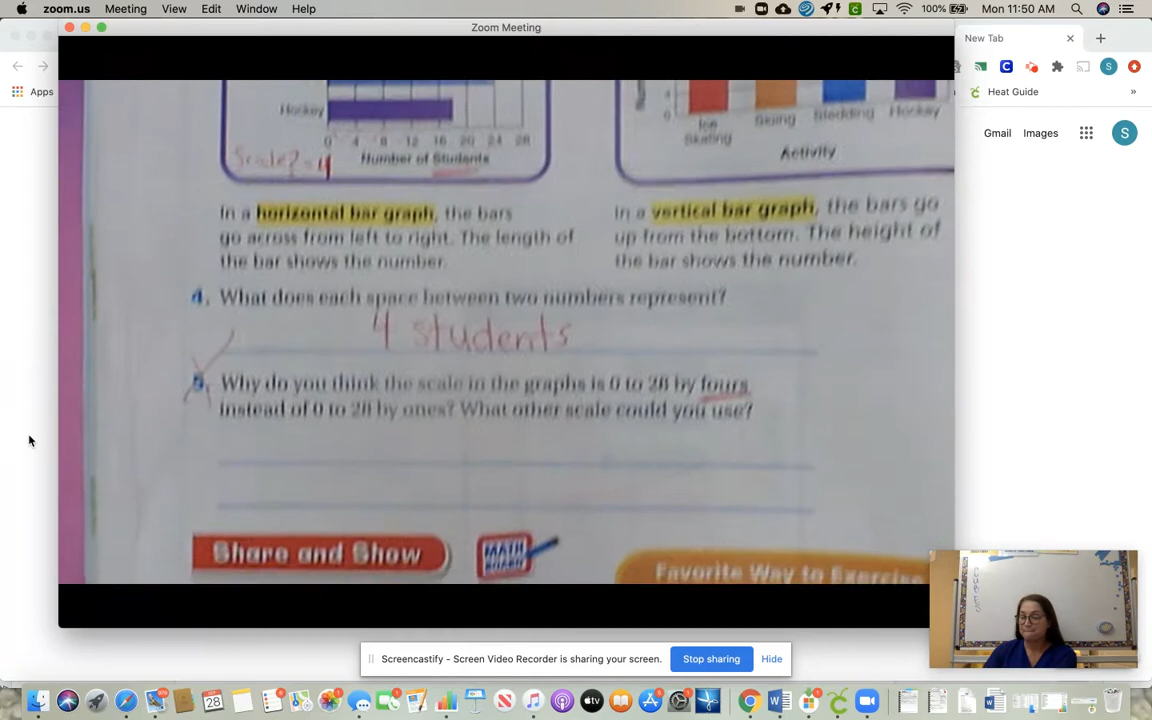 zoom.us Meeting View Edit Window Help
100% Mon 11:50 AM
Zoom Meeting
New Tab
Apps
Heat Guide
Gmail Images
S
Hockey
0 4 8 12 16 20 24 28
Number of Students
Scale? = 4
4
0
Ice Skating
Skiing
Sledding
Hockey
Activity
In a horizontal bar graph, the bars
go across from left to right. The length of
the bar shows the number.
In a vertical bar graph, the bars go
up from the bottom. The height of
the bar shows the number.
4. What does each space between two numbers represent?
4 students
5. Why do you think the scale in the graphs is 0 to 28 by fours
instead of 0 to 28 by ones? What other scale could you use?
Share and Show
MATH BOARD
Favorite Way to Exercise
Screencastify - Screen Video Recorder is sharing your screen.
Stop sharing
Hide